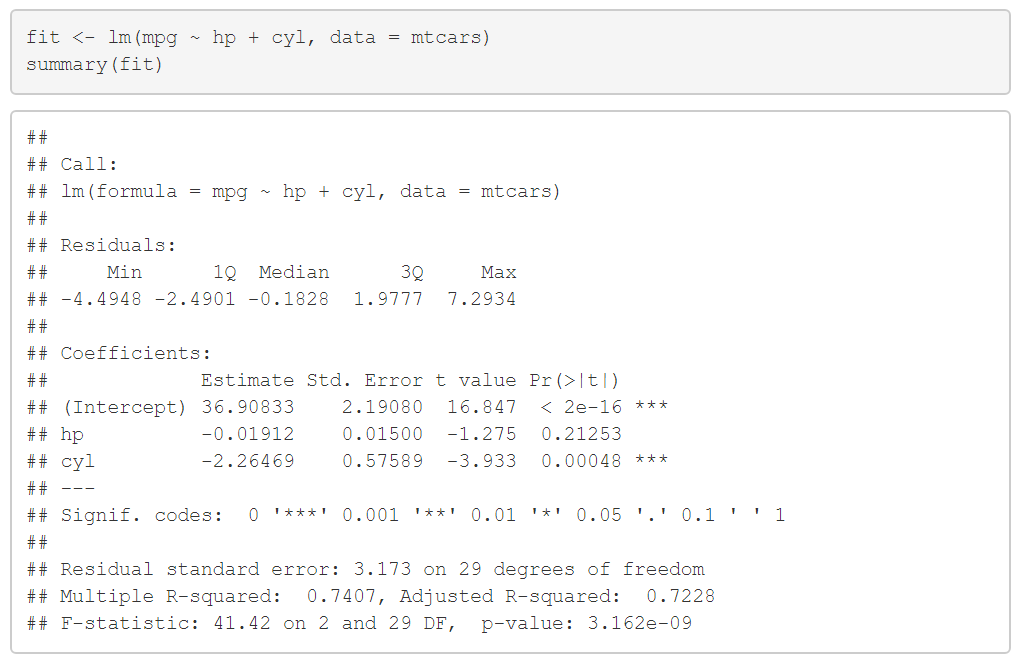 fit <- lm(mpg ~ hp + cyl, data = mtcars)
summary(fit)
##
## Call:
## lm(formula = mpg ~ hp + cyl, data = mtcars)
##
## Residuals:
##     Min      1Q  Median      3Q     Max
## -4.4948 -2.4901 -0.1828  1.9777  7.2934
##
## Coefficients:
##             Estimate Std. Error t value Pr(>|t|)
## (Intercept) 36.90833    2.19080  16.847  < 2e-16 ***
## hp          -0.01912    0.01500  -1.275  0.21253
## cyl         -2.26469    0.57589  -3.933  0.00048 ***
## ---
## Signif. codes:  0 '***' 0.001 '**' 0.01 '*' 0.05 '.' 0.1 ' ' 1
##
## Residual standard error: 3.173 on 29 degrees of freedom
## Multiple R-squared:  0.7407, Adjusted R-squared:  0.7228
## F-statistic: 41.42 on 2 and 29 DF,  p-value: 3.162e-09